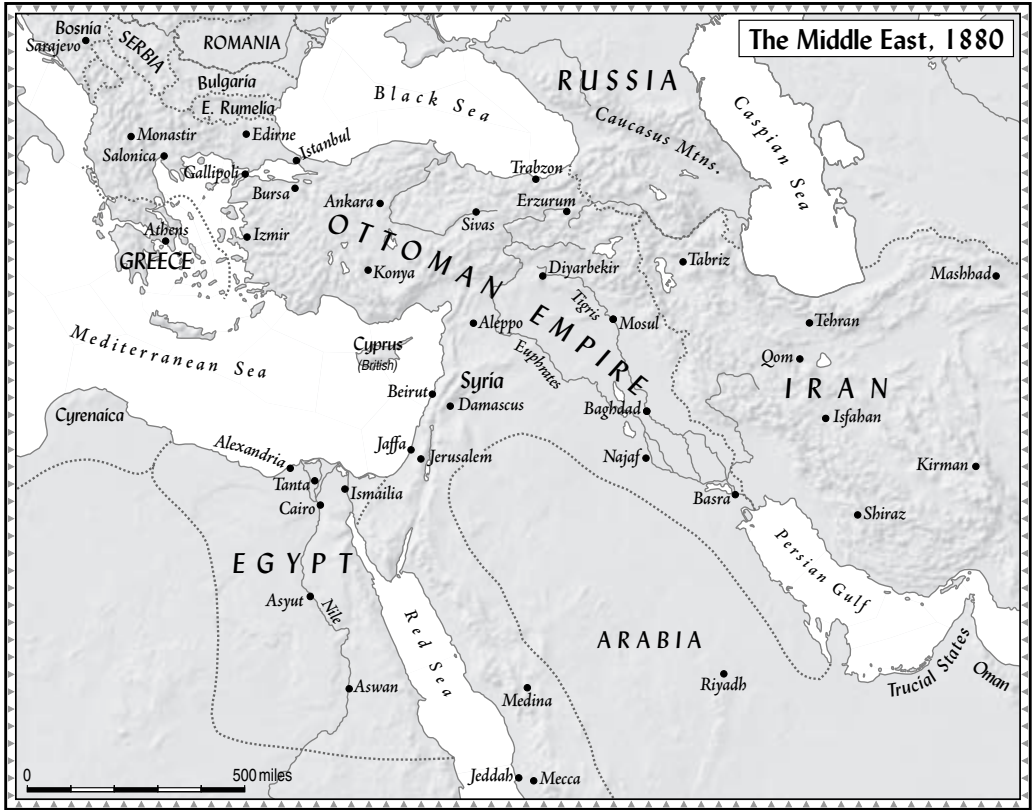 The Middle East, 1880
Bosnia
Sarajevo
SERBIA
ROMANIA
Bulgaria
E. Rumelia
Black Sea
RUSSIA
Caucasus Mtns.
Caspian Sea
Monastir
Edirne
Istanbul
Salonica
Gallipoli
Bursa
Trabzon
Ankara
Sivas
Erzurum
Athens
GREECE
Izmir
OTTOMAN EMPIRE
Konya
Diyarbekir
Tabriz
Mashhad
Tigris
Aleppo
Mosul
Tehran
Mediterranean Sea
Cyprus
(British)
Euphrates
Qom
IRAN
Syria
Beirut
Damascus
Baghdad
Isfahan
Cyrenaica
Alexandria
Jaffa
Jerusalem
Najaf
Kirman
Tanta
Ismailia
Cairo
Basra
Shiraz
EGYPT
Persian Gulf
Asyut
Nile
Red Sea
ARABIA
Trucial States
Oman
Aswan
Medina
Riyadh
Jeddah
Mecca
0
500 miles